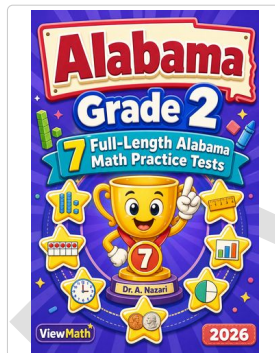 Alabama
Grade 2
7 Full-Length Alabama
Math Practice Tests
7
Dr. A. Nazari
ViewMath
2026